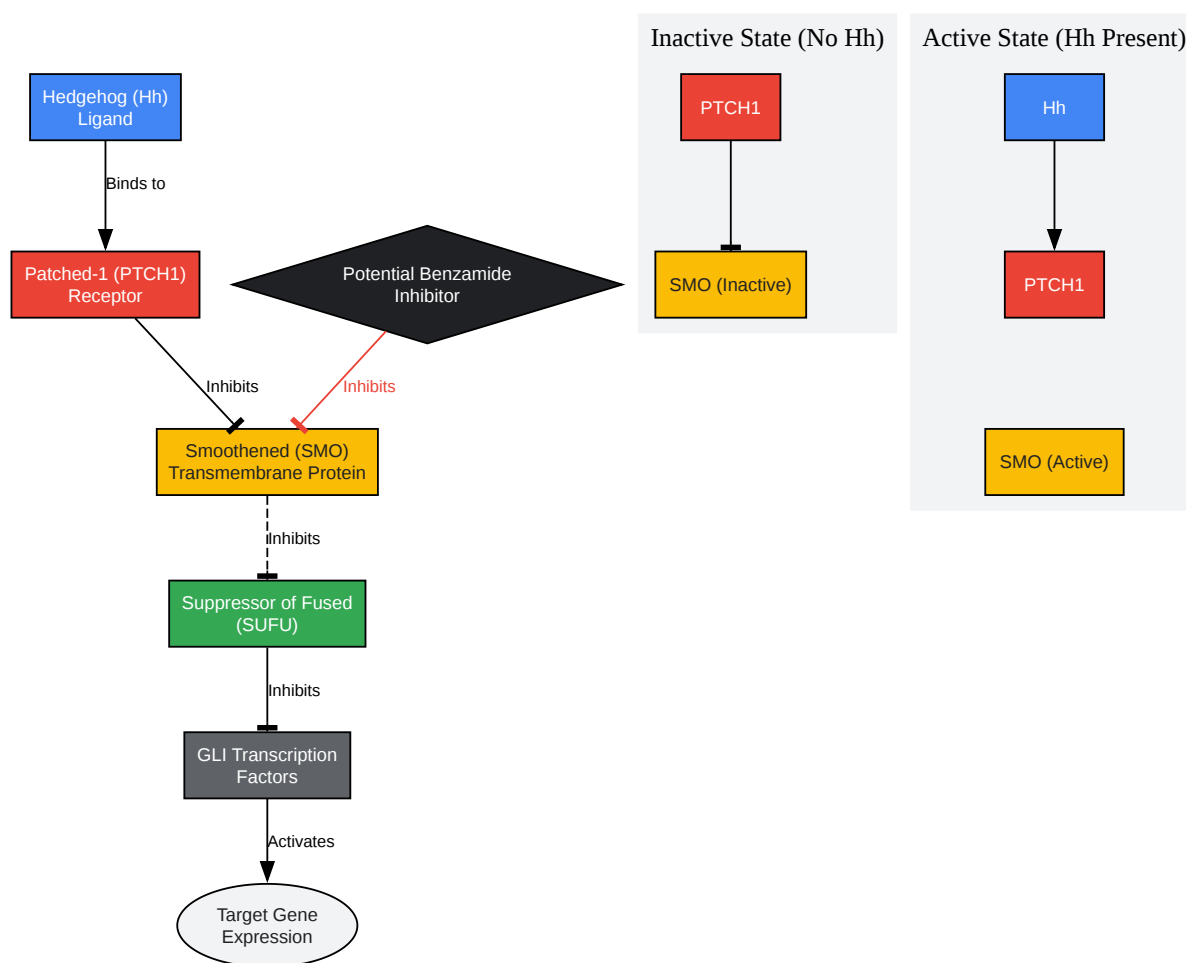 Hedgehog (Hh)
Ligand
Binds to
Patched-1 (PTCH1)
Receptor
Potential Benzamide
Inhibitor
Inhibits
Inhibits
Smoothened (SMO)
Transmembrane Protein
Inhibits
Suppressor of Fused
(SUFU)
Inhibits
GLI Transcription
Factors
Activates
Target Gene
Expression
Inactive State (No Hh)
PTCH1
SMO (Inactive)
Active State (Hh Present)
Hh
PTCH1
SMO (Active)